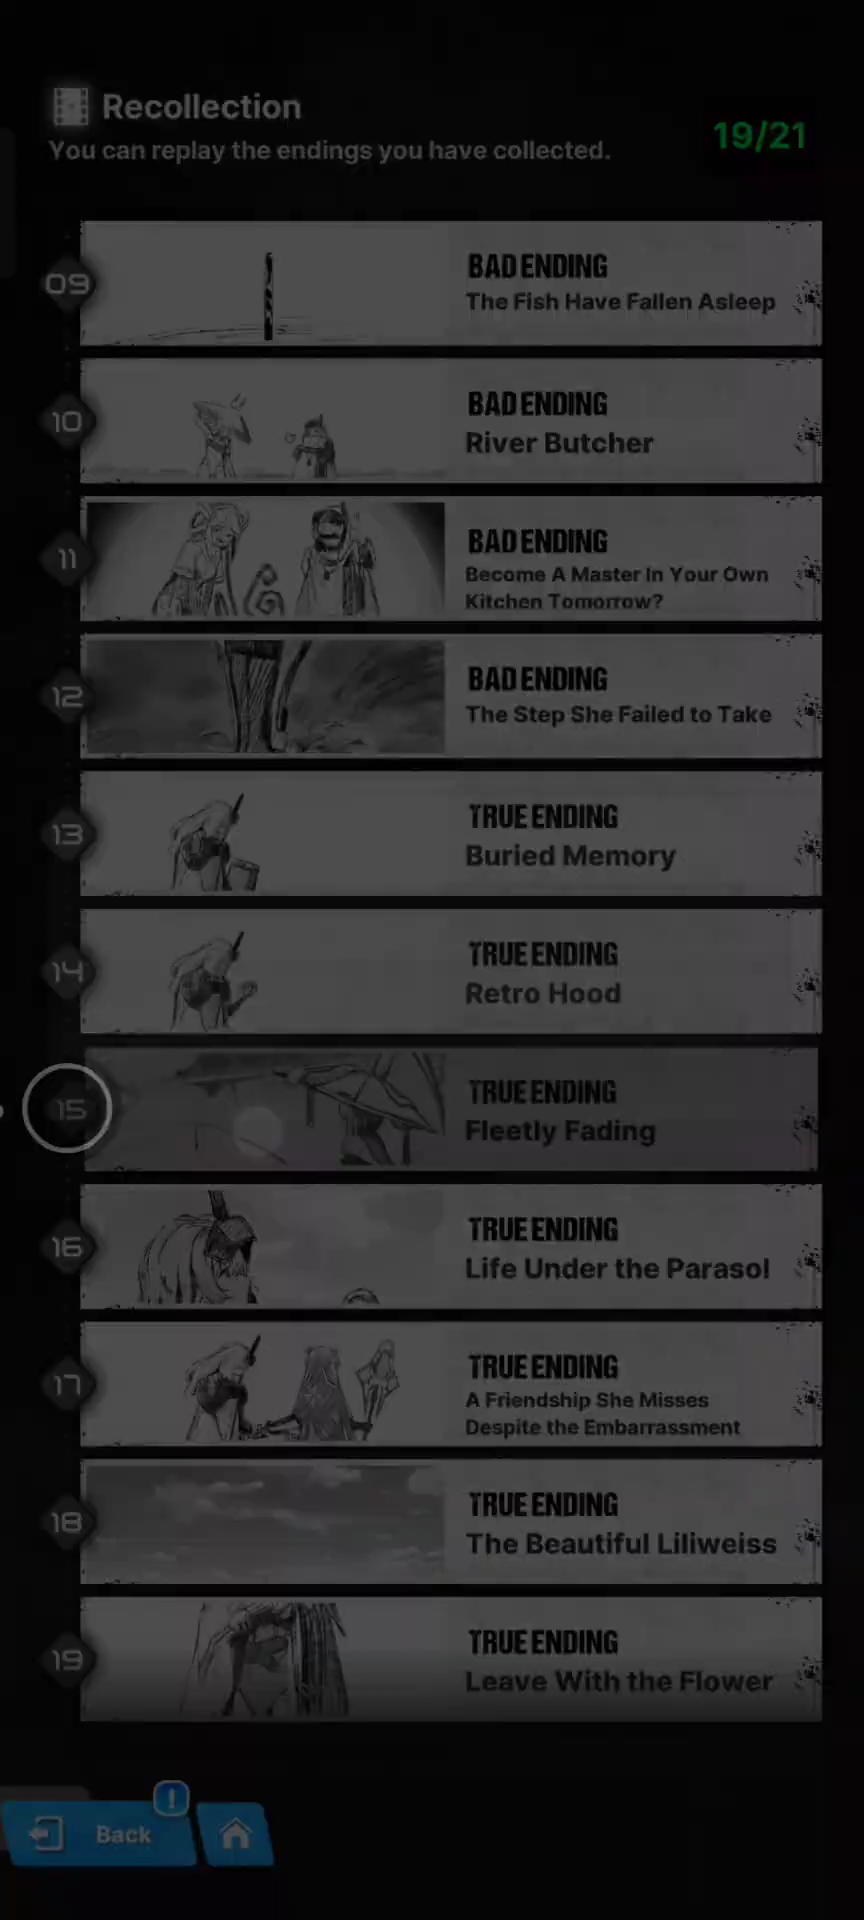 Recollection
You can replay the endings you have collected.
19/21
09
BAD ENDING
The Fish Have Fallen Asleep
10
BAD ENDING
River Butcher
11
BAD ENDING
Become A Master In Your Own
Kitchen Tomorrow?
12
BAD ENDING
The Step She Failed to Take
13
TRUE ENDING
Buried Memory
14
TRUE ENDING
Retro Hood
15
TRUE ENDING
Fleetly Fading
16
TRUE ENDING
Life Under the Parasol
17
TRUE ENDING
A Friendship She Misses
Despite the Embarrassment
18
TRUE ENDING
The Beautiful Liliweiss
19
TRUE ENDING
Leave With the Flower
!
Back